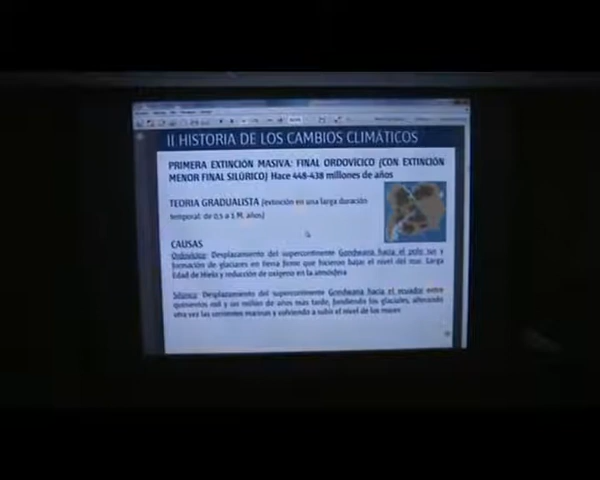 II HISTORIA DE LOS CAMBIOS CLIMÁTICOS
PRIMERA EXTINCIÓN MASIVA: FINAL ORDOVÍCICO (CON EXTINCIÓN
MENOR FINAL SILÚRICO) Hace 448-438 millones de años
TEORIA GRADUALISTA (extinción en una larga duración
temporal: de 0,5 a 1 M. años)
CAUSAS
Ordovícico: Desplazamiento del supercontinente Gondwana hacia el polo sur y
formación de glaciares en tierra firme que hicieron bajar el nivel del mar. Larga
Edad de Hielo y reducción de oxígeno en la atmósfera
Silúrico: Desplazamiento del supercontinente Gondwana hacia el ecuador entre
quinientos mil y un millón de años más tarde, fundiendo los glaciales, alterando
otra vez las corrientes marinas y volviendo a subir el nivel de los mares